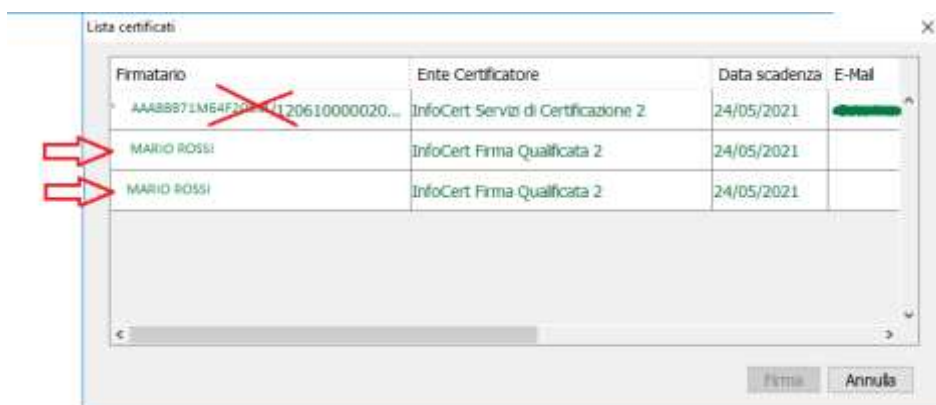 Lista certificati
Firmatario Ente Certificatore Data scadenza E-Mail
/120610000020... InfoCert Servizi di Certificazione 2 24/05/2021
MARIO ROSSI InfoCert Firma Qualificata 2 24/05/2021
MARIO ROSSI InfoCert Firma Qualificata 2 24/05/2021
Firma Annulla